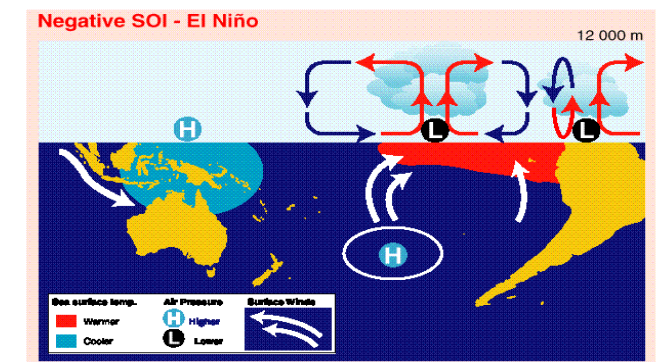 Negative SOI - El Niño
12 000 m
H
L
L
H
Sea surface temp. Air Pressure Surface Winds
Warmer H Higher
Cooler L Lower